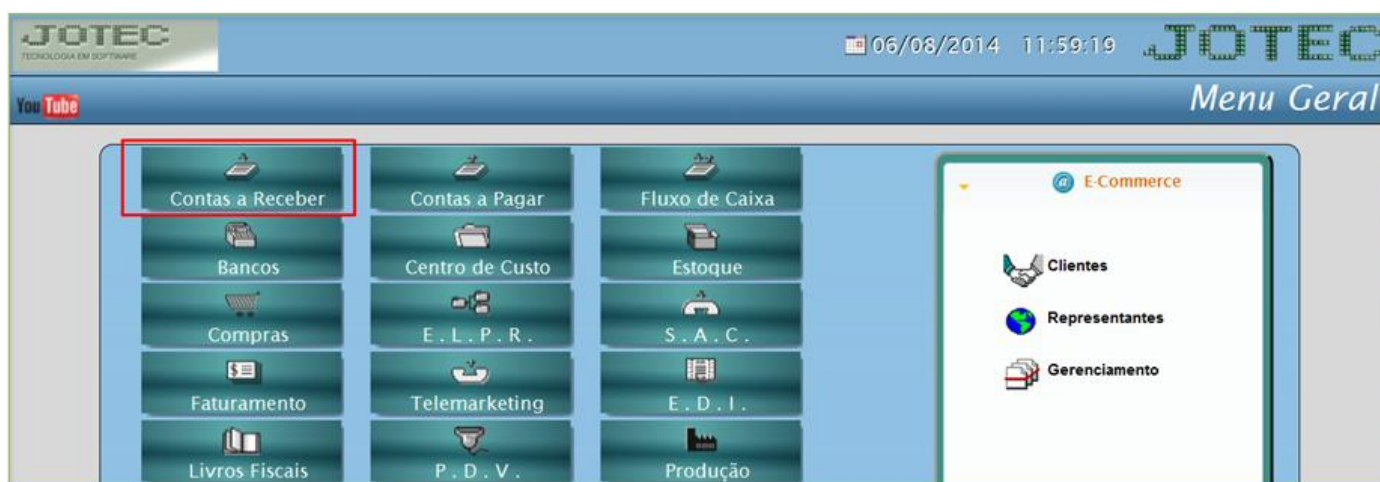 JOTEC
TECNOLOGIA EM SOFTWARE
06/08/2014 11:59:19
JOTEC
You Tube
Menu Geral
Contas a Receber
Contas a Pagar
Fluxo de Caixa
Bancos
Centro de Custo
Estoque
Compras
E.L.P.R.
S.A.C.
Faturamento
Telemarketing
E.D.I.
Livros Fiscais
P.D.V.
Produção
@ E-Commerce
Clientes
Representantes
Gerenciamento